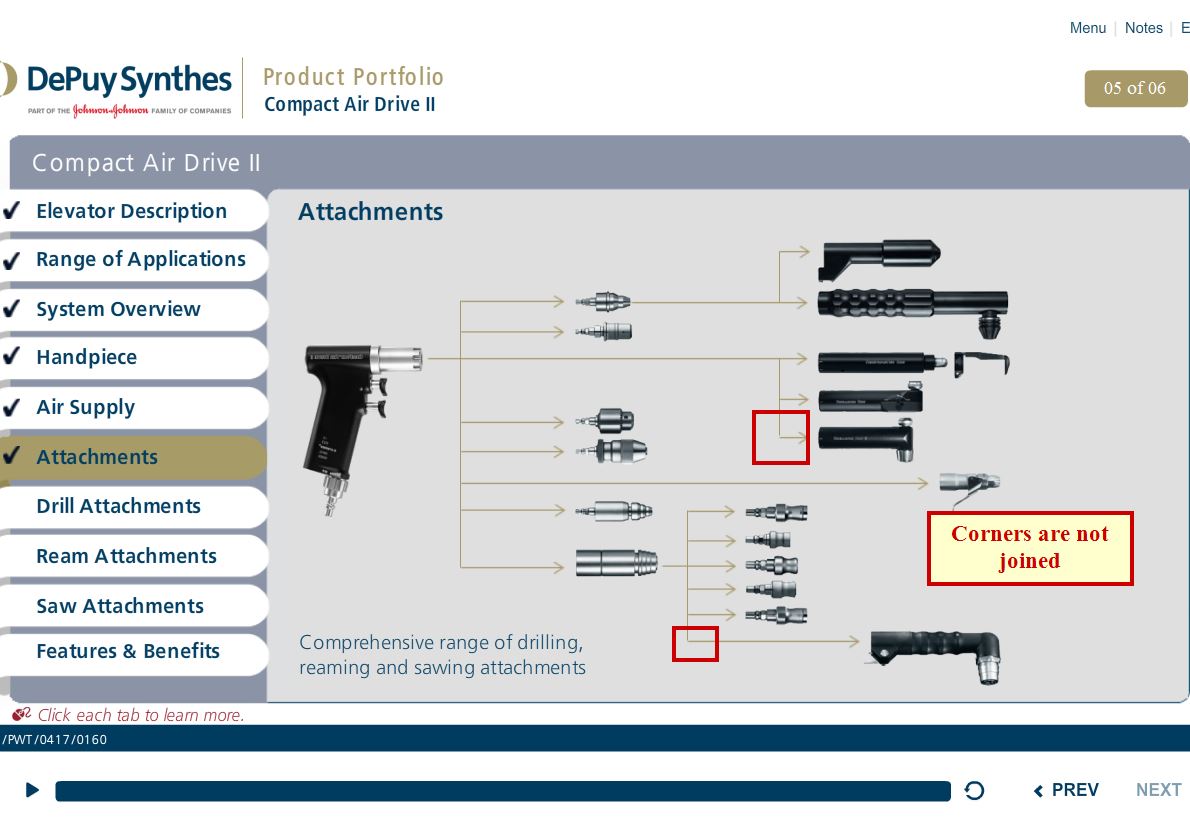 Menu | Notes | E
DePuy Synthes
PART OF THE Johnson & Johnson FAMILY OF COMPANIES
Product Portfolio
Compact Air Drive II
05 of 06
Compact Air Drive II
Elevator Description
Range of Applications
System Overview
Handpiece
Air Supply
Attachments
Drill Attachments
Ream Attachments
Saw Attachments
Features & Benefits
Attachments
Corners are not
joined
Comprehensive range of drilling,
reaming and sawing attachments
Click each tab to learn more.
/PWT/0417/0160
PREV
NEXT